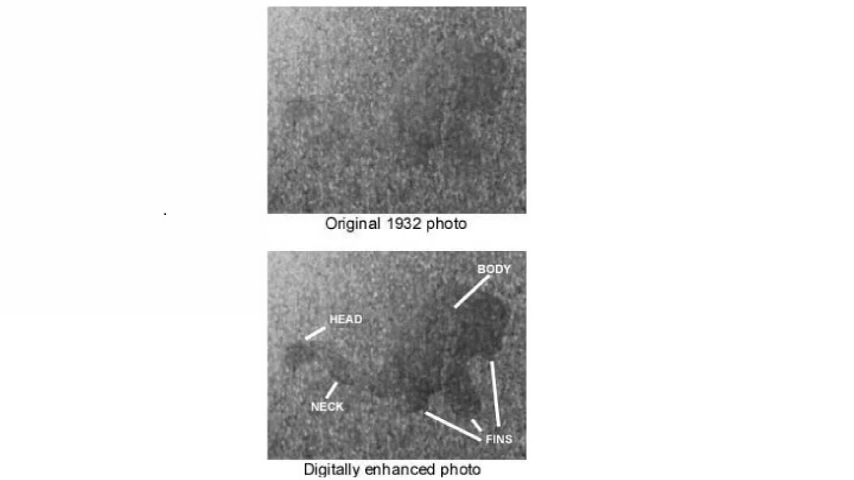 Original 1932 photo
BODY
HEAD
NECK
FINS
Digitally enhanced photo